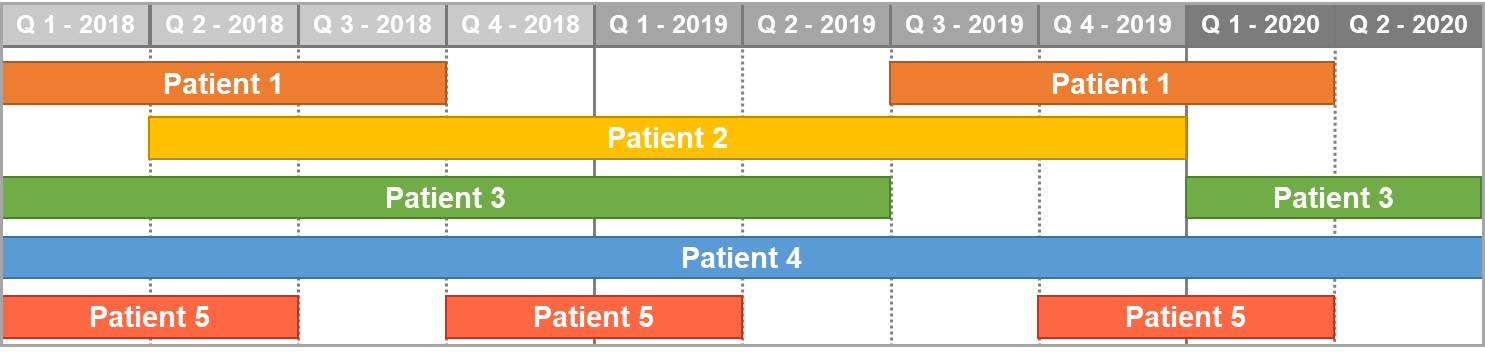 Q 1 - 2018 Q 2 - 2018 Q 3 - 2018 Q 4 - 2018 Q 1 - 2019 Q 2 - 2019 Q 3 - 2019 Q 4 - 2019 Q 1 - 2020 Q 2 - 2020
Patient 1 Patient 1
Patient 2
Patient 3 Patient 3
Patient 4
Patient 5 Patient 5 Patient 5